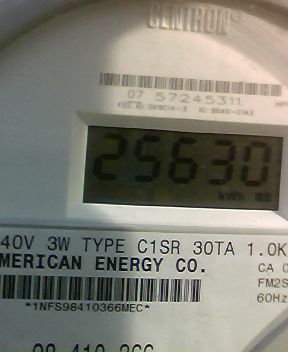 CENTRON®
07 57245311
25630
kWh
40V 3W TYPE C1SR 30TA 1.0K
MERICAN ENERGY CO.
CA 0
FM2S
60Hz
*1NFS98410366MEC*